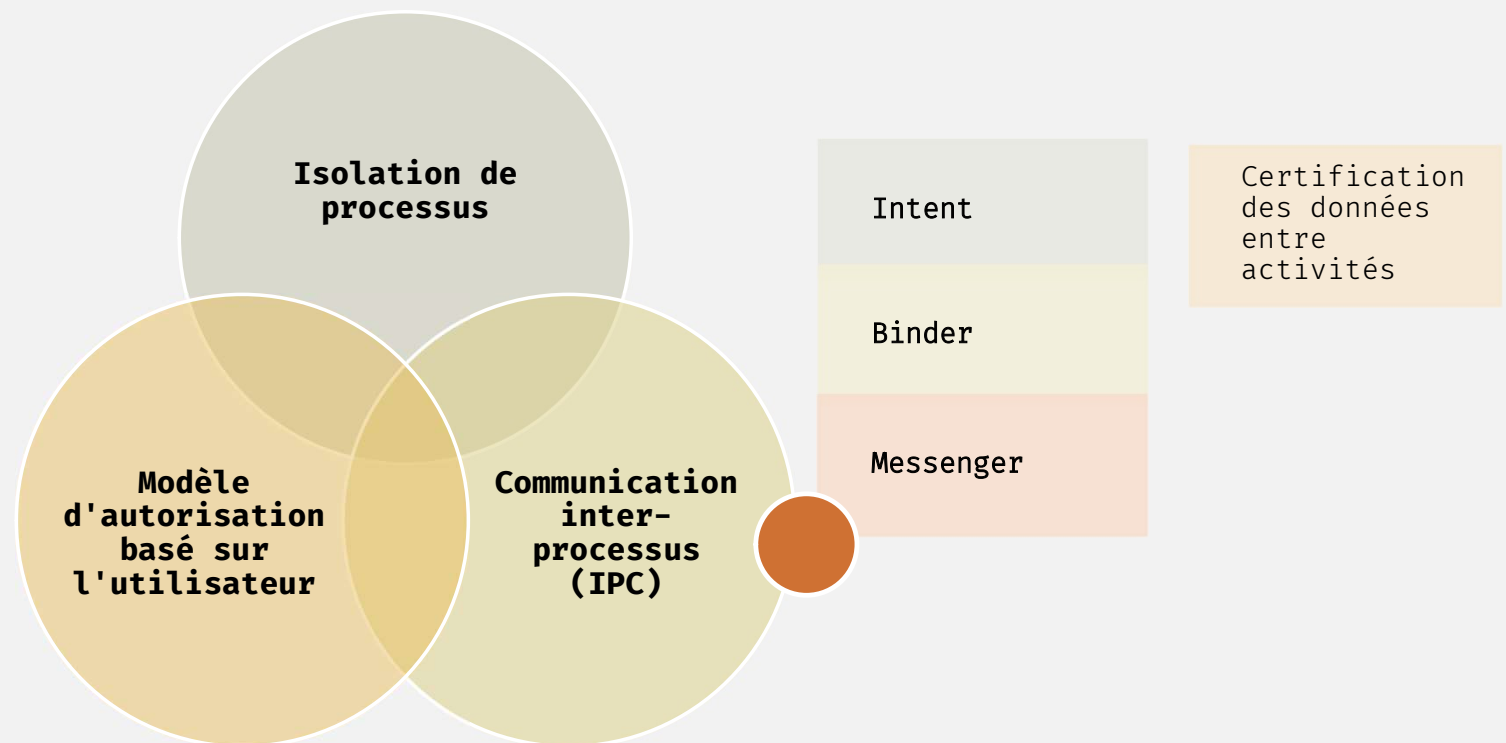 Isolation de
processus
Modèle
d'autorisation
basé sur
l'utilisateur
Communication
inter-
processus
(IPC)
Intent
Binder
Messenger
Certification
des données
entre
activités